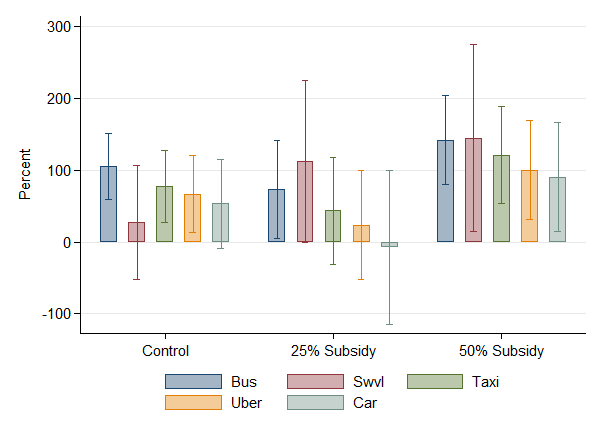 300
200
100
0
-100
Percent
Control 25% Subsidy 50% Subsidy
Bus Swvl Taxi
Uber Car